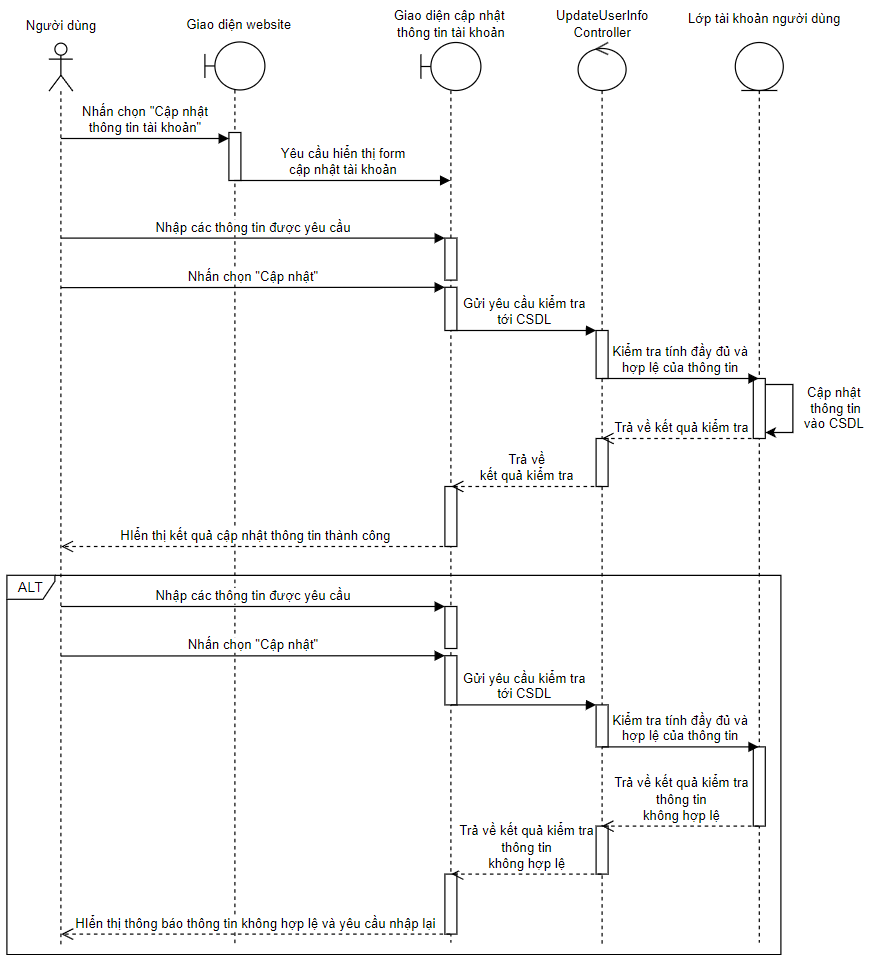 Người dùng
Giao diện website
Giao diện cập nhật
thông tin tài khoản
UpdateUserInfo
Controller
Lớp tài khoản người dùng
Nhấn chọn "Cập nhật
thông tin tài khoản"
Yêu cầu hiển thị form
cập nhật tài khoản
Nhập các thông tin được yêu cầu
Nhấn chọn "Cập nhật"
Gửi yêu cầu kiểm tra
tới CSDL
Kiểm tra tính đầy đủ và
hợp lệ của thông tin
Cập nhật
thông tin
vào CSDL
Trả về kết quả kiểm tra
Trả về
kết quả kiểm tra
HIển thị kết quả cập nhật thông tin thành công
ALT
Nhập các thông tin được yêu cầu
Nhấn chọn "Cập nhật"
Gửi yêu cầu kiểm tra
tới CSDL
Kiểm tra tính đầy đủ và
hợp lệ của thông tin
Trả về kết quả kiểm tra
thông tin
không hợp lệ
Trả về kết quả kiểm tra
thông tin
không hợp lệ
HIển thị thông báo thông tin không hợp lệ và yêu cầu nhập lại